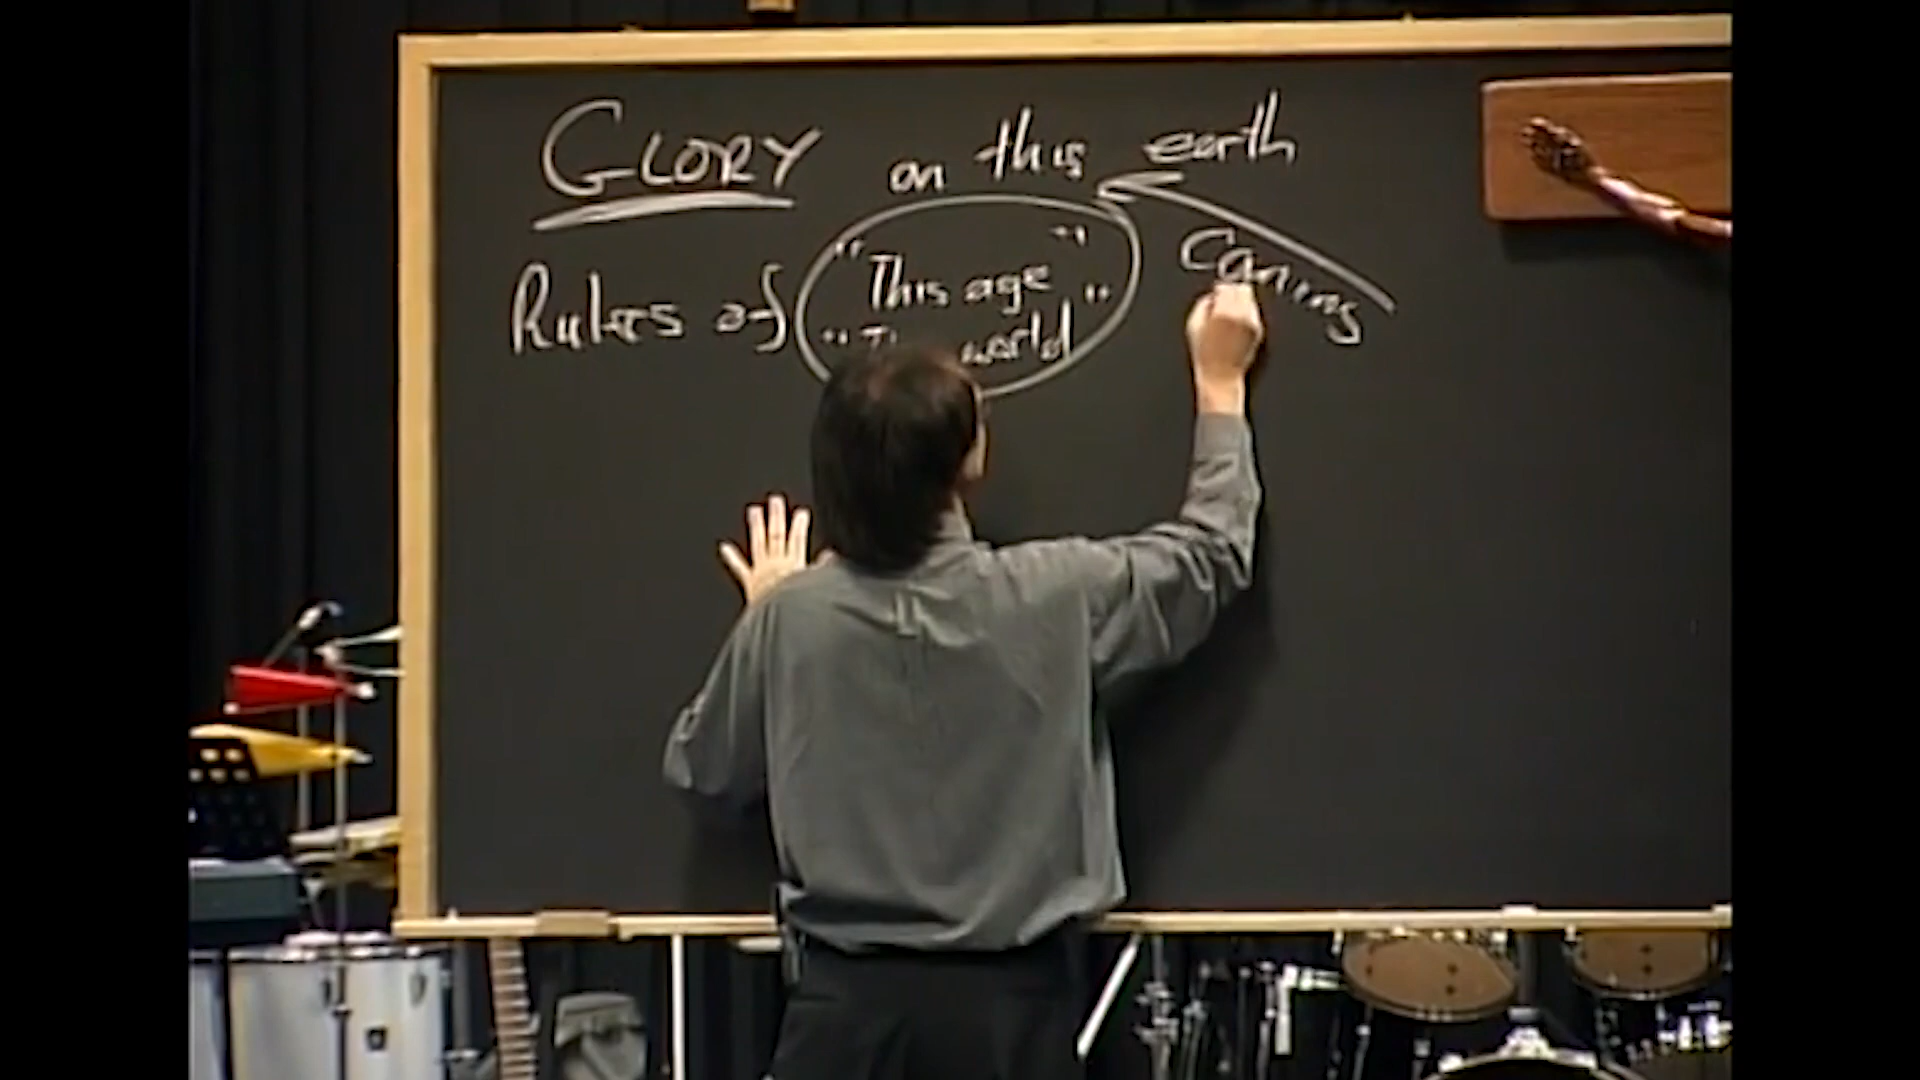 GLORY on this earth
Rulers of "This age"
" world"
Coming